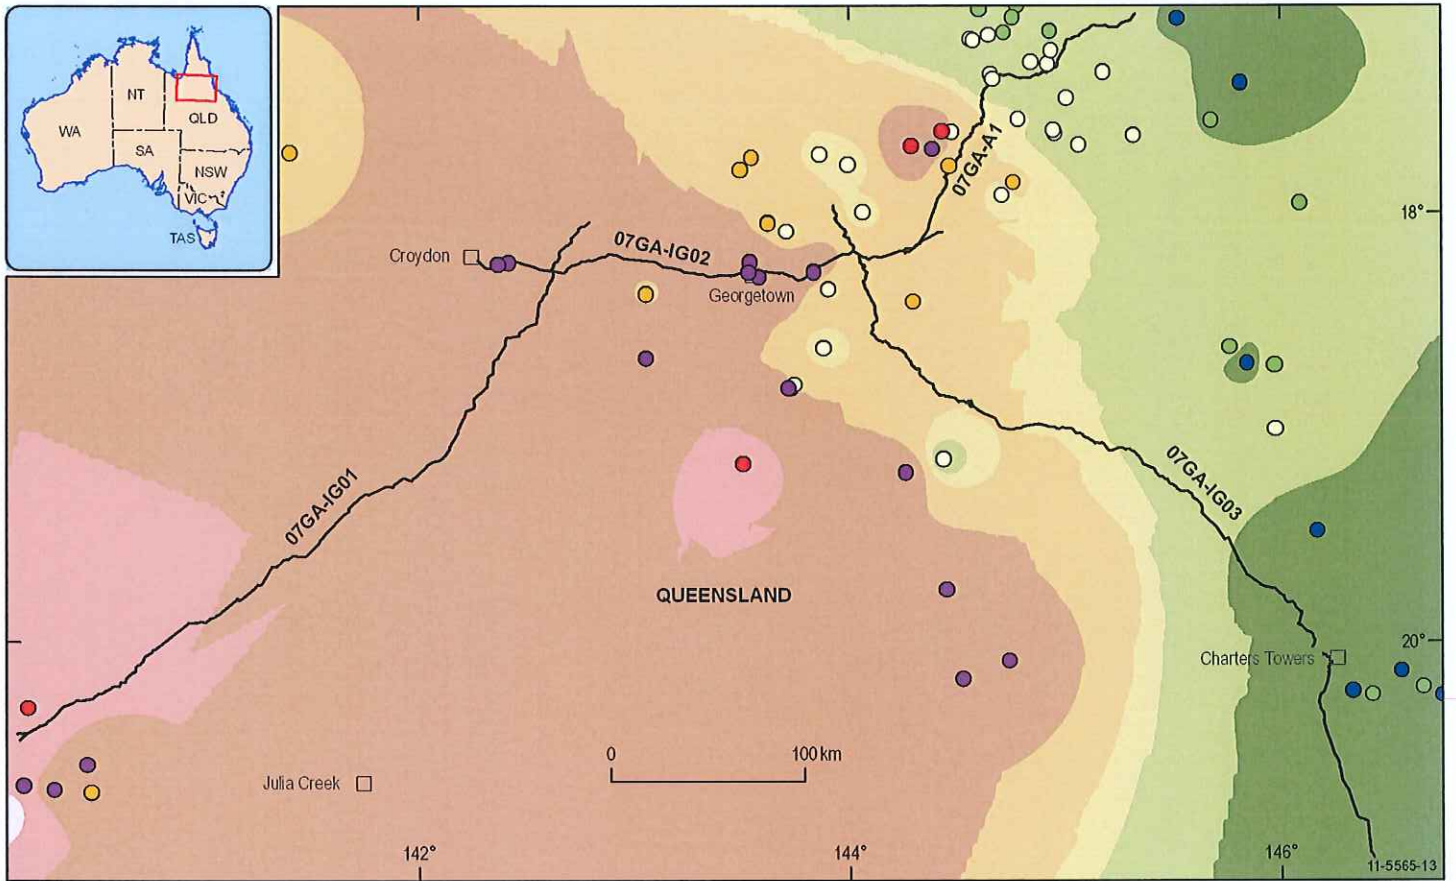 NT
WA
QLD
SA
NSW
VIC
TAS
07GA-A1
18°
Croydon
07GA-IG02
Georgetown
07GA-IG01
07GA-IG03
QUEENSLAND
20°
Charters Towers
0 100 km
Julia Creek
142°
144°
146°
11-5565-13